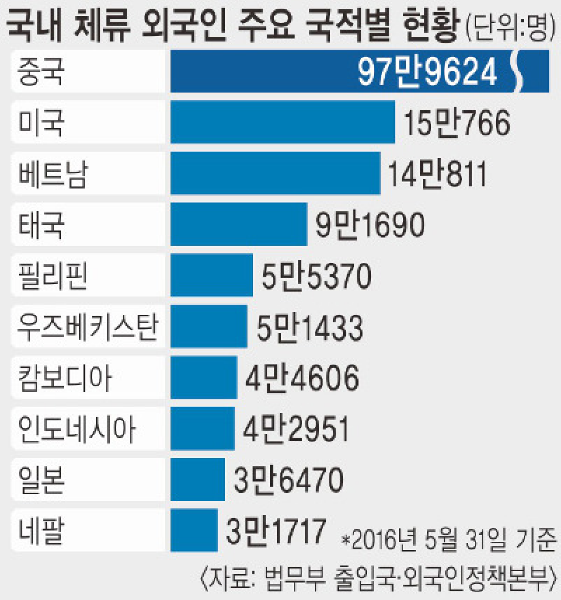 국내 체류 외국인 주요 국적별 현황(단위:명)
중국 97만9624
미국 15만766
베트남 14만811
태국 9만1690
필리핀 5만5370
우즈베키스탄 5만1433
캄보디아 4만4606
인도네시아 4만2951
일본 3만6470
네팔 3만1717 *2016년 5월 31일 기준
〈자료: 법무부 출입국·외국인정책본부〉